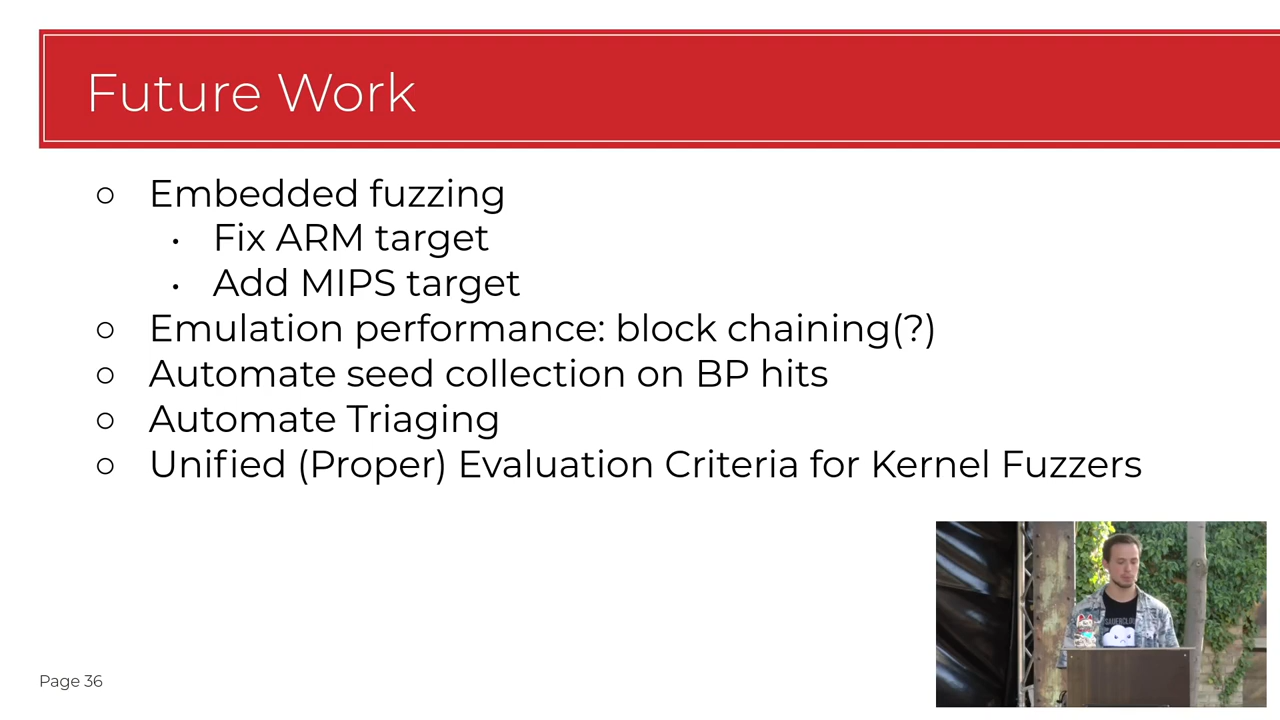 Future Work
○ Embedded fuzzing
• Fix ARM target
• Add MIPS target
○ Emulation performance: block chaining(?)
○ Automate seed collection on BP hits
○ Automate Triaging
○ Unified (Proper) Evaluation Criteria for Kernel Fuzzers
SAUERCLOUD
Page 36